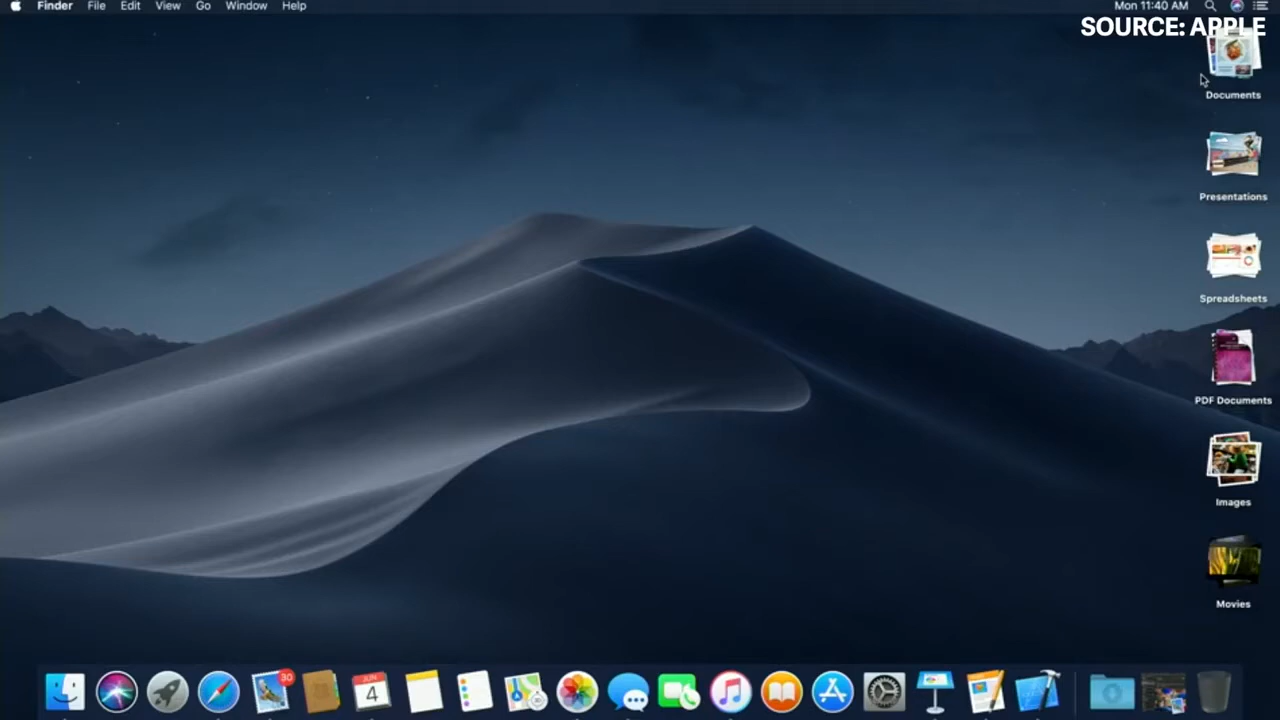 Finder File Edit View Go Window Help Mon 11:40 AM
SOURCE: APPLE
Documents
Presentations
Spreadsheets
PDF Documents
Images
Movies
30
JUN
4